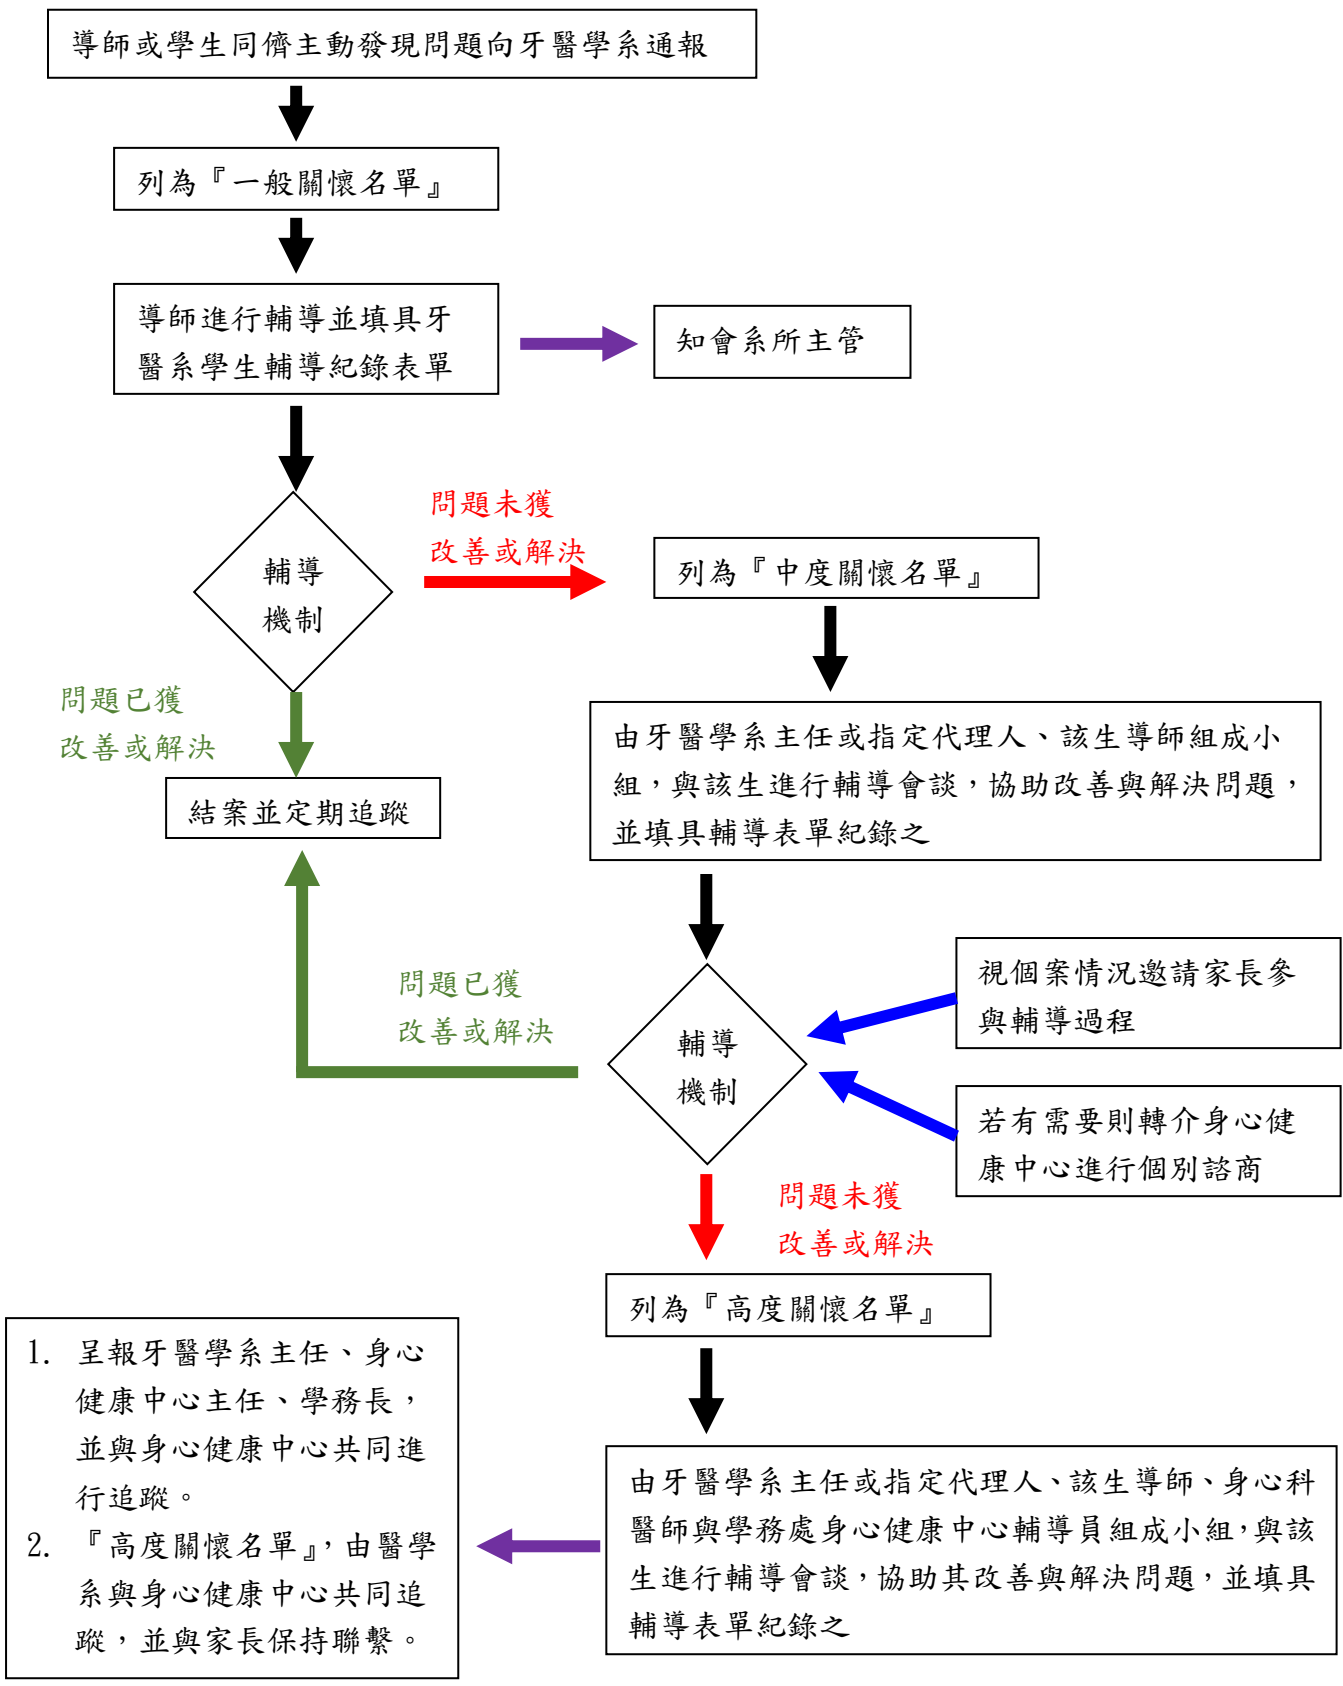 導師或學生同儕主動發現問題向牙醫學系通報
列為『一般關懷名單』
導師進行輔導並填具牙
醫系學生輔導紀錄表單
知會系所主管
輔導
機制
問題未獲
改善或解決
列為『中度關懷名單』
問題已獲
改善或解決
結案並定期追蹤
由牙醫學系主任或指定代理人、該生導師組成小
組，與該生進行輔導會談，協助改善與解決問題，
並填具輔導表單紀錄之
問題已獲
改善或解決
輔導
機制
視個案情況邀請家長參
與輔導過程
若有需要則轉介身心健
康中心進行個別諮商
問題未獲
改善或解決
列為『高度關懷名單』
由牙醫學系主任或指定代理人、該生導師、身心科
醫師與學務處身心健康中心輔導員組成小組，與該
生進行輔導會談，協助其改善與解決問題，並填具
輔導表單紀錄之
1. 呈報牙醫學系主任、身心
健康中心主任、學務長，
並與身心健康中心共同進
行追蹤。
2. 『高度關懷名單』，由醫學
系與身心健康中心共同追
蹤，並與家長保持聯繫。